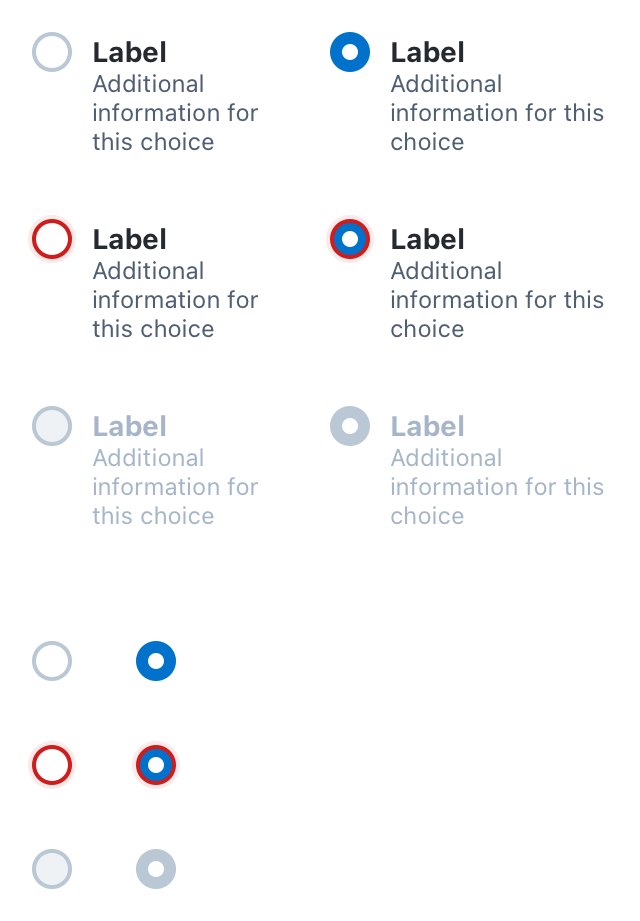 Label
Additional
information for
this choice
Label
Additional
information for this
choice
Label
Additional
information for
this choice
Label
Additional
information for this
choice
Label
Additional
information for
this choice
Label
Additional
information for this
choice